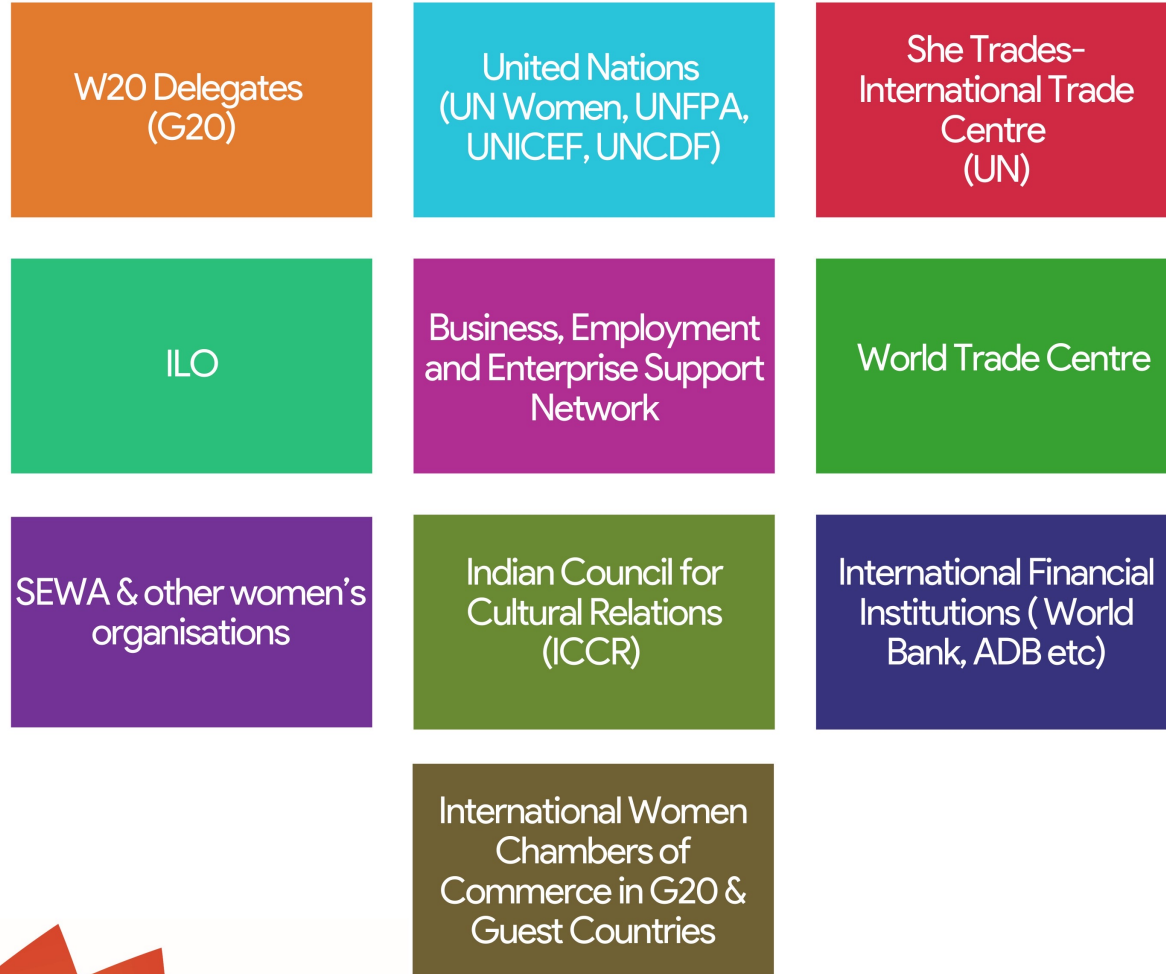 W20 Delegates
(G20)
United Nations
(UN Women, UNFPA,
UNICEF, UNCDF)
She Trades-
International Trade
Centre
(UN)
ILO
Business, Employment
and Enterprise Support
Network
World Trade Centre
SEWA & other women's
organisations
Indian Council for
Cultural Relations
(ICCR)
International Financial
Institutions ( World
Bank, ADB etc)
International Women
Chambers of
Commerce in G20 &
Guest Countries